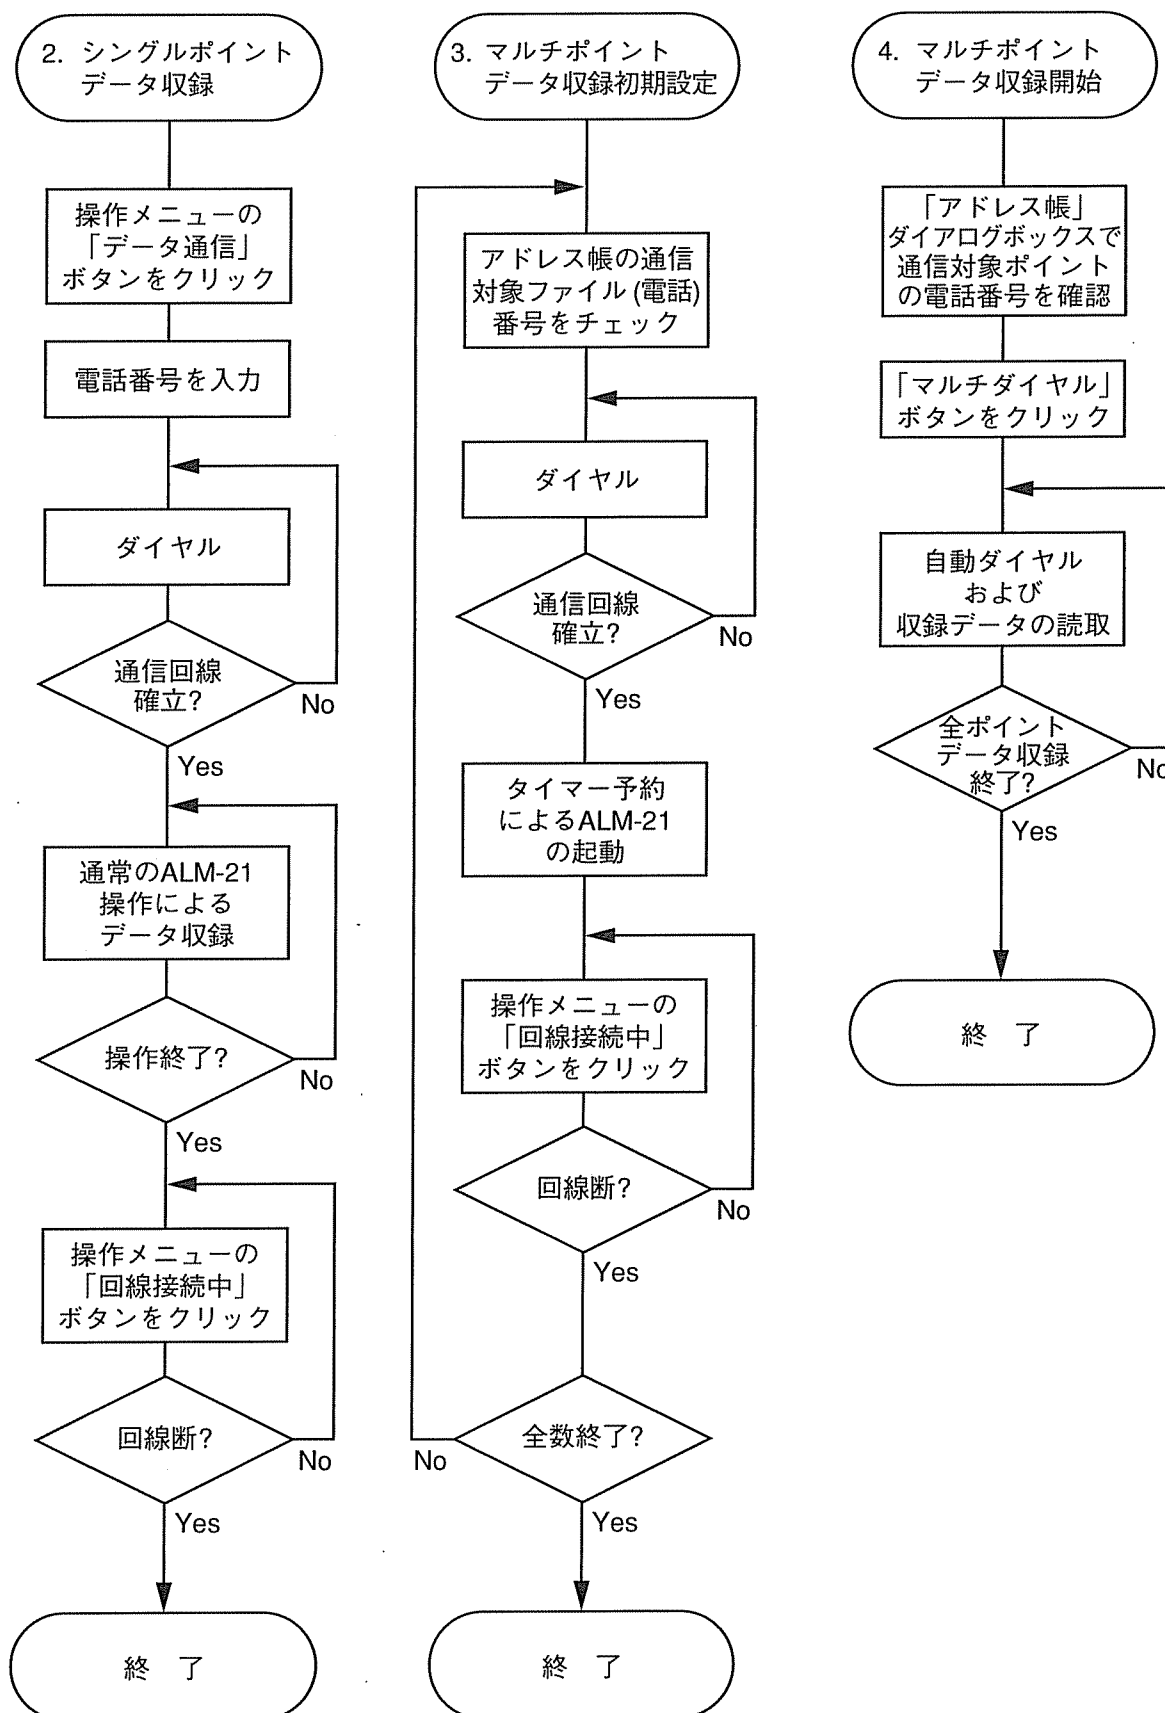 2. シングルポイント
データ収録
操作メニューの
「データ通信」
ボタンをクリック
電話番号を入力
ダイヤル
通信回線
確立?
No
Yes
通常のALM-21
操作による
データ収録
操作終了?
No
Yes
操作メニューの
「回線接続中」
ボタンをクリック
回線断?
No
Yes
終 了
3. マルチポイント
データ収録初期設定
アドレス帳の通信
対象ファイル(電話)
番号をチェック
ダイヤル
通信回線
確立?
No
Yes
タイマー予約
によるALM-21
の起動
操作メニューの
「回線接続中」
ボタンをクリック
回線断?
No
Yes
全数終了?
No
Yes
終 了
4. マルチポイント
データ収録開始
「アドレス帳」
ダイアログボックスで
通信対象ポイント
の電話番号を確認
「マルチダイヤル」
ボタンをクリック
自動ダイヤル
および
収録データの読取
全ポイント
データ収録
終了?
No
Yes
終 了